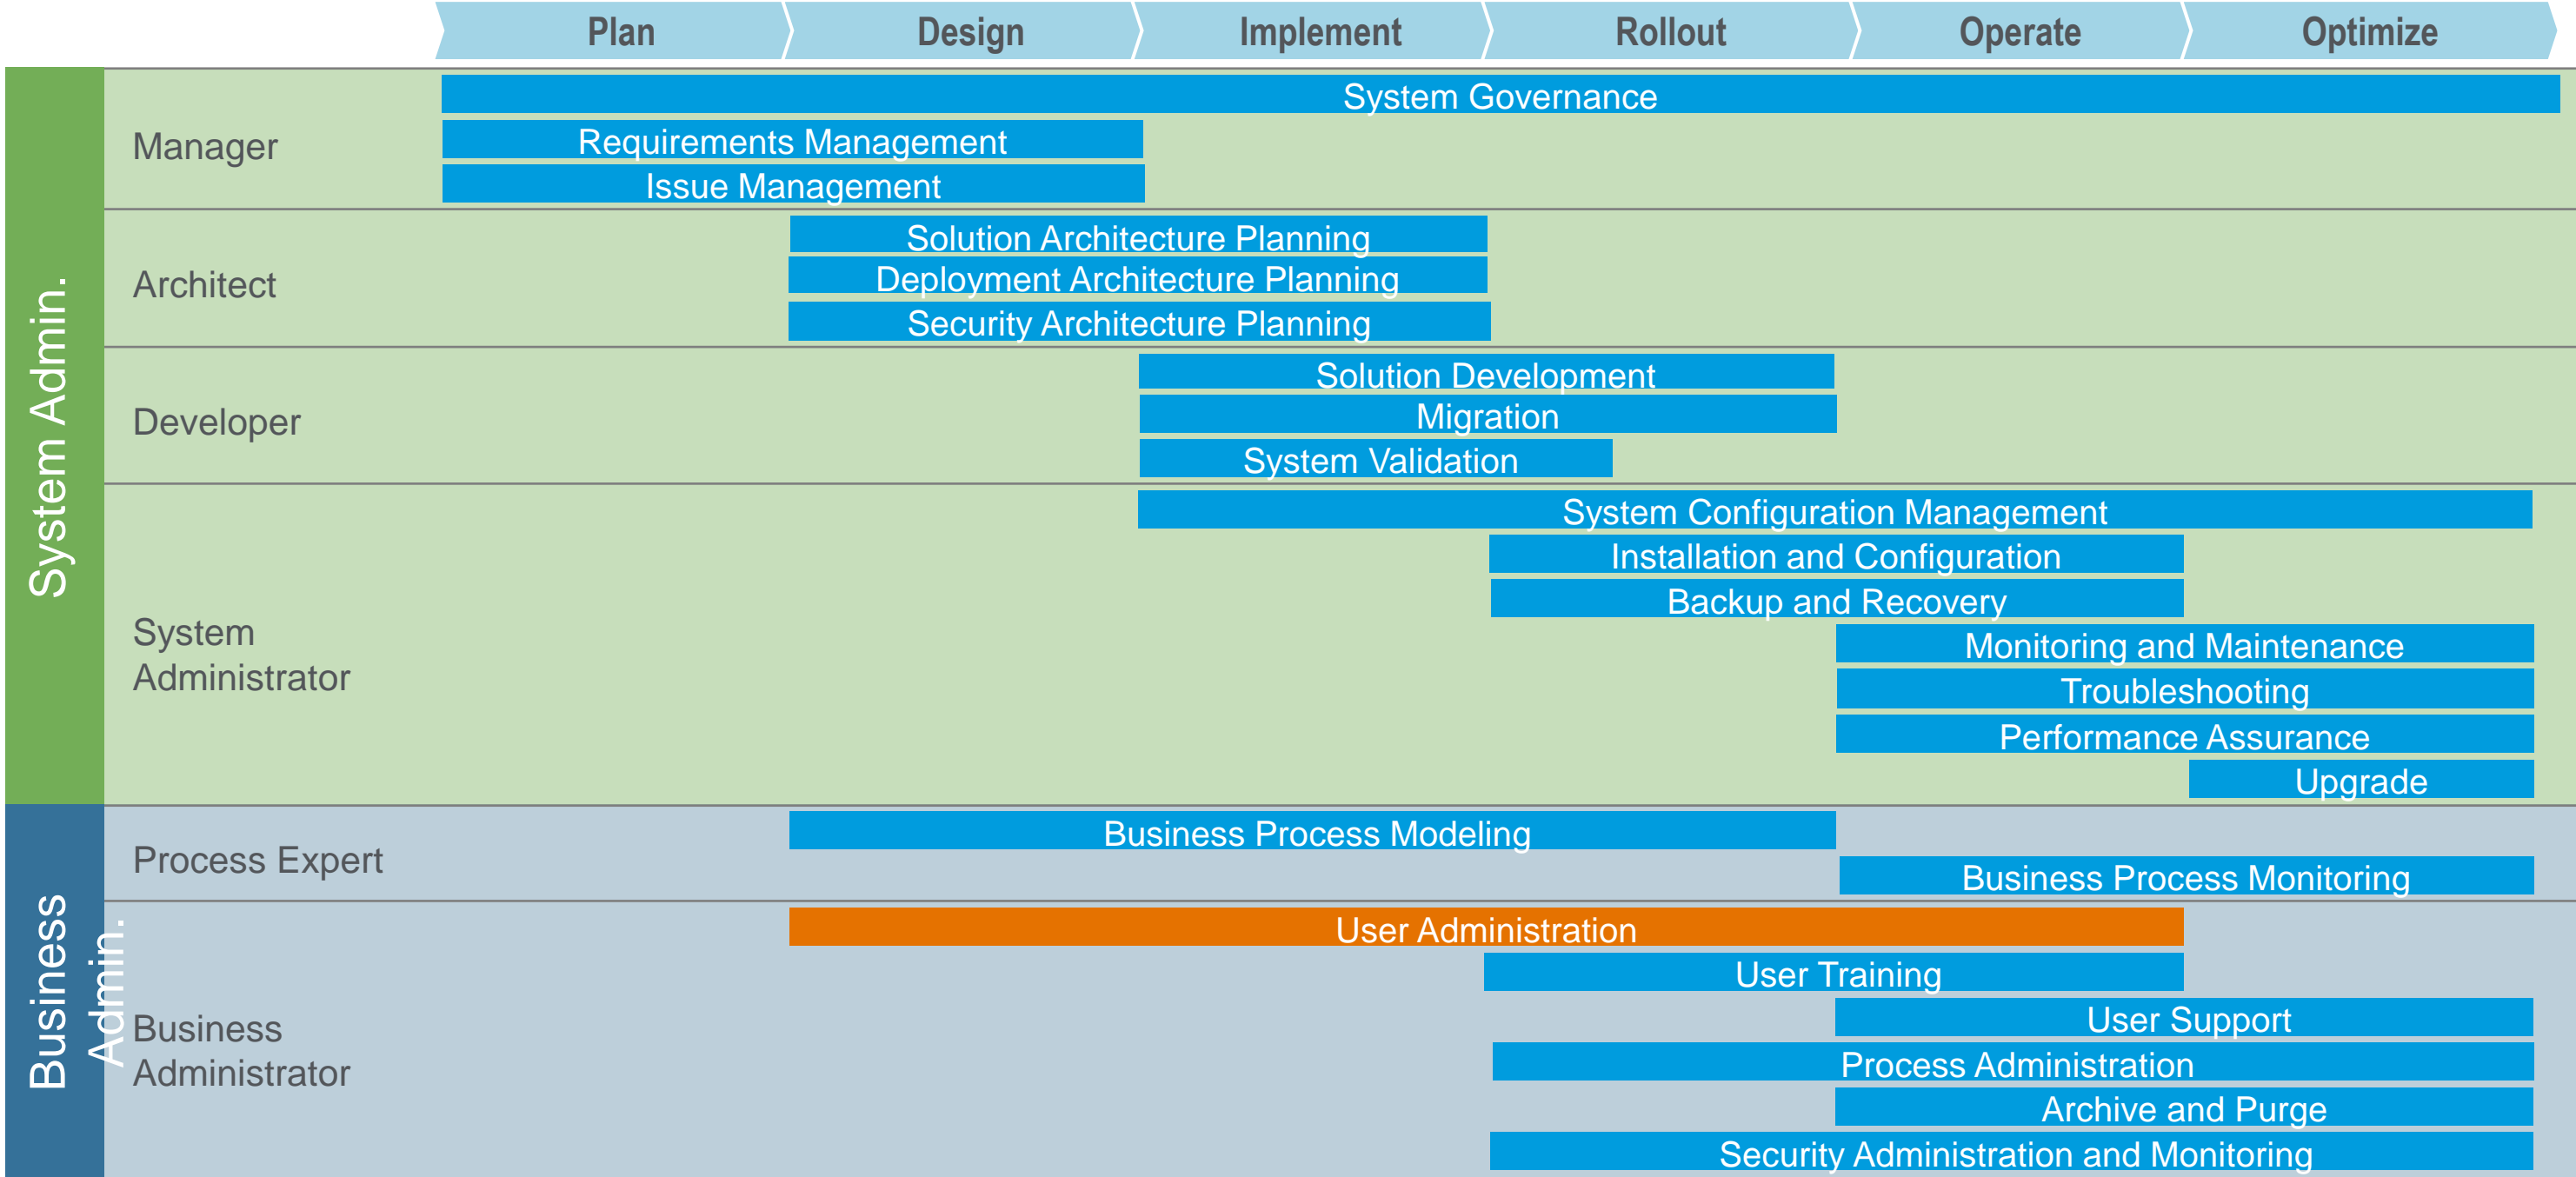 Plan
Design
Implement
Rollout
Operate
Optimize
System Admin.
Manager
System Governance
Requirements Management
Issue Management
Architect
Solution Architecture Planning
Deployment Architecture Planning
Security Architecture Planning
Developer
Solution Development
Migration
System Validation
System
Administrator
System Configuration Management
Installation and Configuration
Backup and Recovery
Monitoring and Maintenance
Troubleshooting
Performance Assurance
Upgrade
Business
Admin.
Process Expert
Business Process Modeling
Business Process Monitoring
Business
Administrator
User Administration
User Training
User Support
Process Administration
Archive and Purge
Security Administration and Monitoring